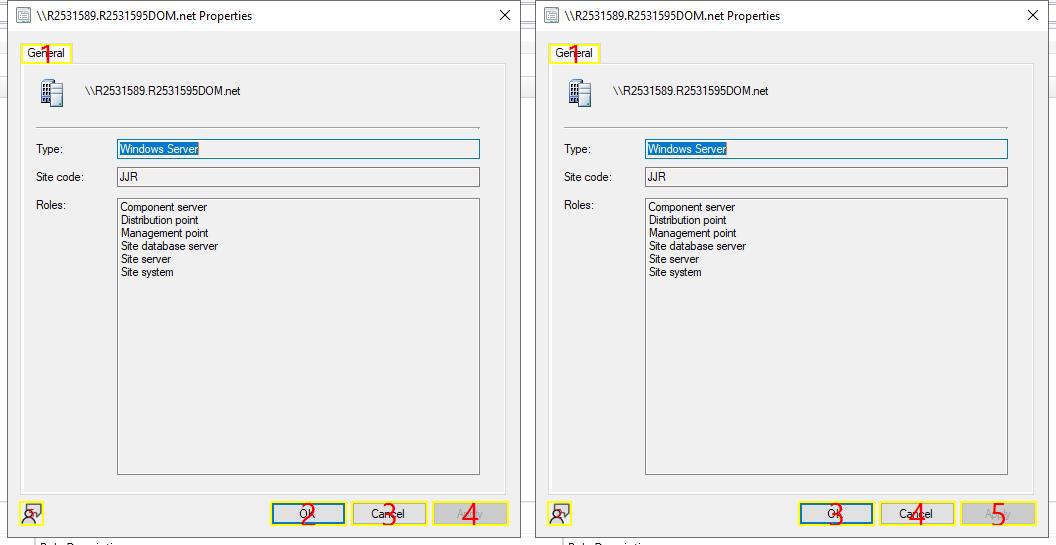 \\R2531589.R2531595DOM.net Properties
General
1
\\R2531589.R2531595DOM.net
Type:
Windows Server
Site code:
JJR
Roles:
Component server
Distribution point
Management point
Site database server
Site server
Site system
5
OK
2
Cancel
3
Apply
4
\\R2531589.R2531595DOM.net Properties
General
1
\\R2531589.R2531595DOM.net
Type:
Windows Server
Site code:
JJR
Roles:
Component server
Distribution point
Management point
Site database server
Site server
Site system
2
OK
3
Cancel
4
Apply
5